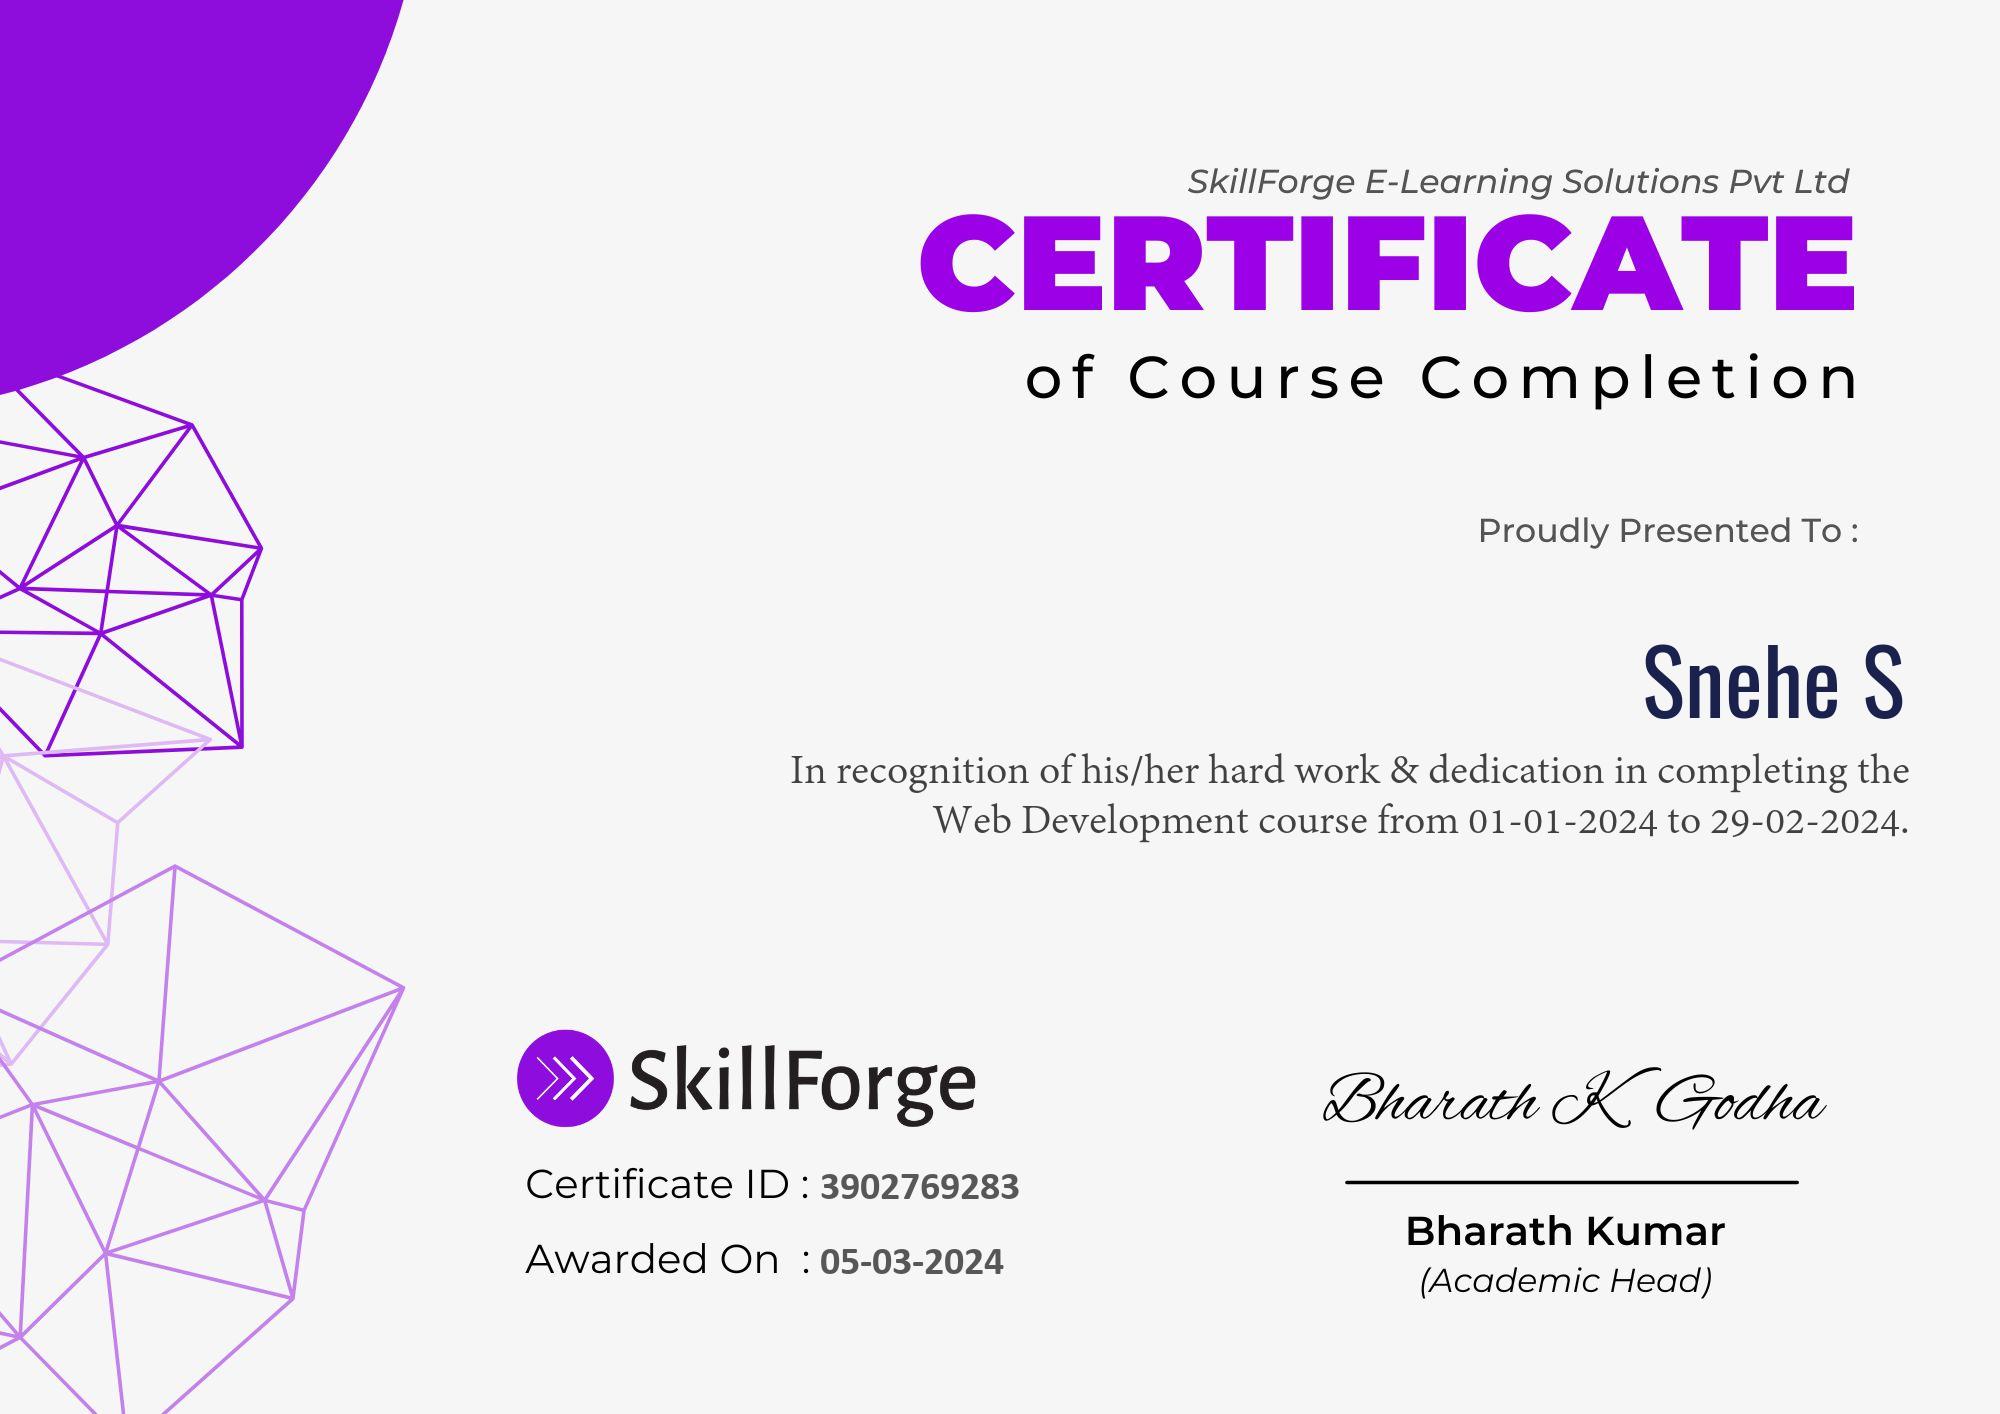 SkillForge E-Learning Solutions Pvt Ltd
CERTIFICATE
of Course Completion
Proudly Presented To :
Snehe S
In recognition of his/her hard work & dedication in completing the
Web Development course from 01-01-2024 to 29-02-2024.
SkillForge
Certificate ID : 3902769283
Awarded On : 05-03-2024
Bharath K Godha
Bharath Kumar
(Academic Head)